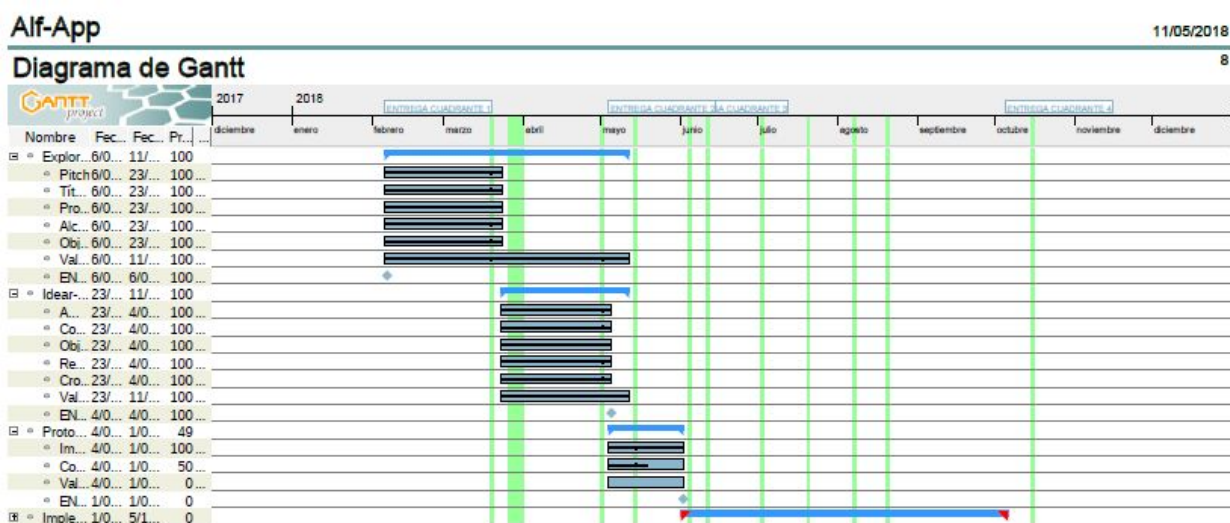 Alf-App
11/05/2018
Diagrama de Gantt
8
GANTT
project
2017
2018
ENTREGA CUADRANTE 1
ENTREGA CUADRANTE 2
A CUADRANTE 3
ENTREGA CUADRANTE 4
Nombre Fec... Fec... Pr... ...
diciembre enero febrero marzo abril mayo junio julio agosto septiembre octubre noviembre diciembre
Explor... 6/0... 11/... 100
Pitch 6/0... 23/... 100 ...
Tít... 6/0... 23/... 100 ...
Pro... 6/0... 23/... 100 ...
Alc... 6/0... 23/... 100 ...
Obj... 6/0... 23/... 100 ...
Val... 6/0... 11/... 100 ...
EN... 6/0... 6/0... 100 ...
Idear-... 23/... 11/... 100
A... 23/... 4/0... 100 ...
Co... 23/... 4/0... 100 ...
Obj... 23/... 4/0... 100 ...
Re... 23/... 4/0... 100 ...
Cro... 23/... 4/0... 100 ...
Val... 23/... 11/... 100 ...
EN... 4/0... 4/0... 100 ...
Proto... 4/0... 1/0... 49
Im... 4/0... 1/0... 100 ...
Co... 4/0... 1/0... 50 ...
Val... 4/0... 1/0... 0 ...
EN... 1/0... 1/0... 0
Imple... 1/0... 5/1... 0